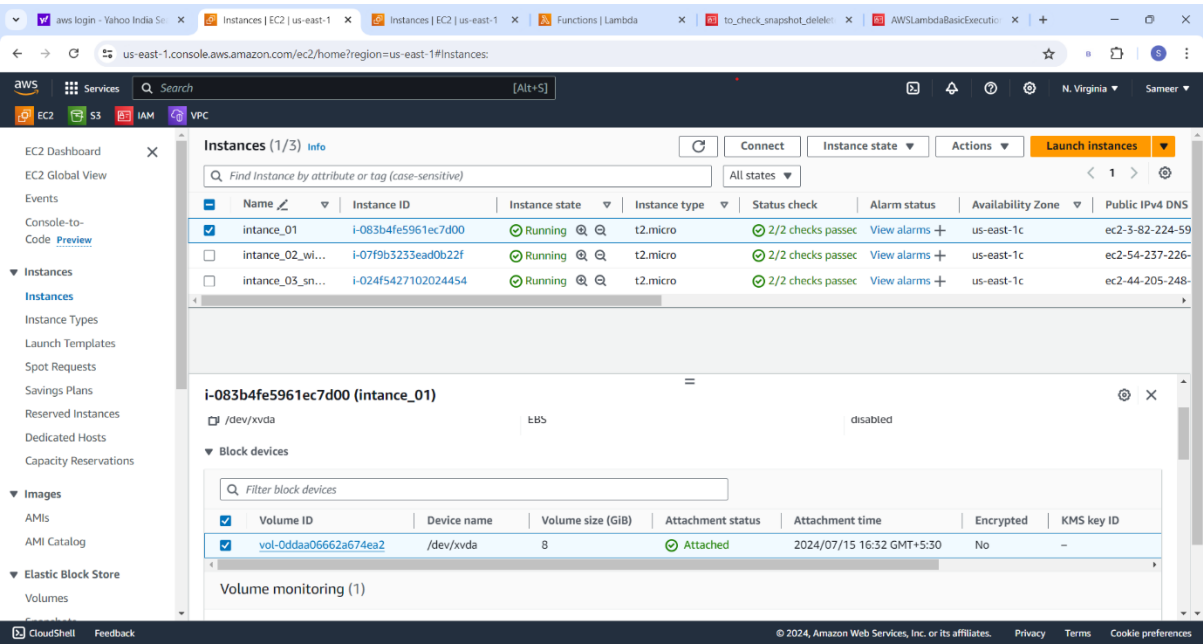 aws login - Yahoo India Se
Instances | EC2 | us-east-1
Instances | EC2 | us-east-1
Functions | Lambda
to_check_snapshot_deleleti
AWSLambdaBasicExecution
us-east-1.console.aws.amazon.com/ec2/home?region=us-east-1#Instances:
S
aws
Services
Search
[Alt+S]
N. Virginia ▼
Sameer ▼
EC2
S3
IAM
VPC
EC2 Dashboard
EC2 Global View
Events
Console-to-
Code Preview
Instances
Instances
Instance Types
Launch Templates
Spot Requests
Savings Plans
Reserved Instances
Dedicated Hosts
Capacity Reservations
Images
AMIs
AMI Catalog
Elastic Block Store
Volumes
Snapshots
Instances (1/3) Info
Connect
Instance state ▼
Actions ▼
Launch instances
Find Instance by attribute or tag (case-sensitive)
All states ▼
1
Name Instance ID Instance state Instance type Status check Alarm status Availability Zone Public IPv4 DNS
intance_01 i-083b4fe5961ec7d00 Running t2.micro 2/2 checks passec View alarms + us-east-1c ec2-3-82-224-59
intance_02_wi... i-07f9b3233ead0b22f Running t2.micro 2/2 checks passec View alarms + us-east-1c ec2-54-237-226-
intance_03_sn... i-024f5427102024454 Running t2.micro 2/2 checks passec View alarms + us-east-1c ec2-44-205-248-
i-083b4fe5961ec7d00 (intance_01)
/dev/xvda EBS disabled
Block devices
Filter block devices
Volume ID Device name Volume size (GiB) Attachment status Attachment time Encrypted KMS key ID
vol-0ddaa06662a674ea2 /dev/xvda 8 Attached 2024/07/15 16:32 GMT+5:30 No –
Volume monitoring (1)
CloudShell
Feedback
© 2024, Amazon Web Services, Inc. or its affiliates.
Privacy
Terms
Cookie preferences